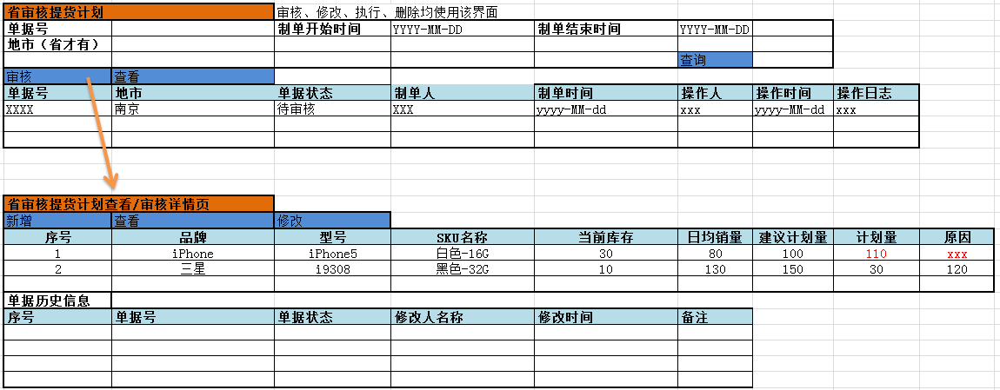 省审核提货计划 审核、修改、执行、删除均使用该界面
单据号 制单开始时间 YYYY-MM-DD 制单结束时间 YYYY-MM-DD
地市（省才有）
查询
审核 查看
单据号 地市 单据状态 制单人 制单时间 操作人 操作时间 操作日志
XXXX 南京 待审核 XXX yyyy-MM-dd xxx yyyy-MM-dd xxx
省审核提货计划查看/审核详情页
新增 查看 修改
序号 品牌 型号 SKU名称 当前库存 日均销量 建议计划量 计划量 原因
1 iPhone iPhone5 白色-16G 30 80 100 110 xxx
2 三星 i9308 黑色-32G 10 130 150 30 120
单据历史信息
序号 单据号 单据状态 修改人名称 修改时间 备注